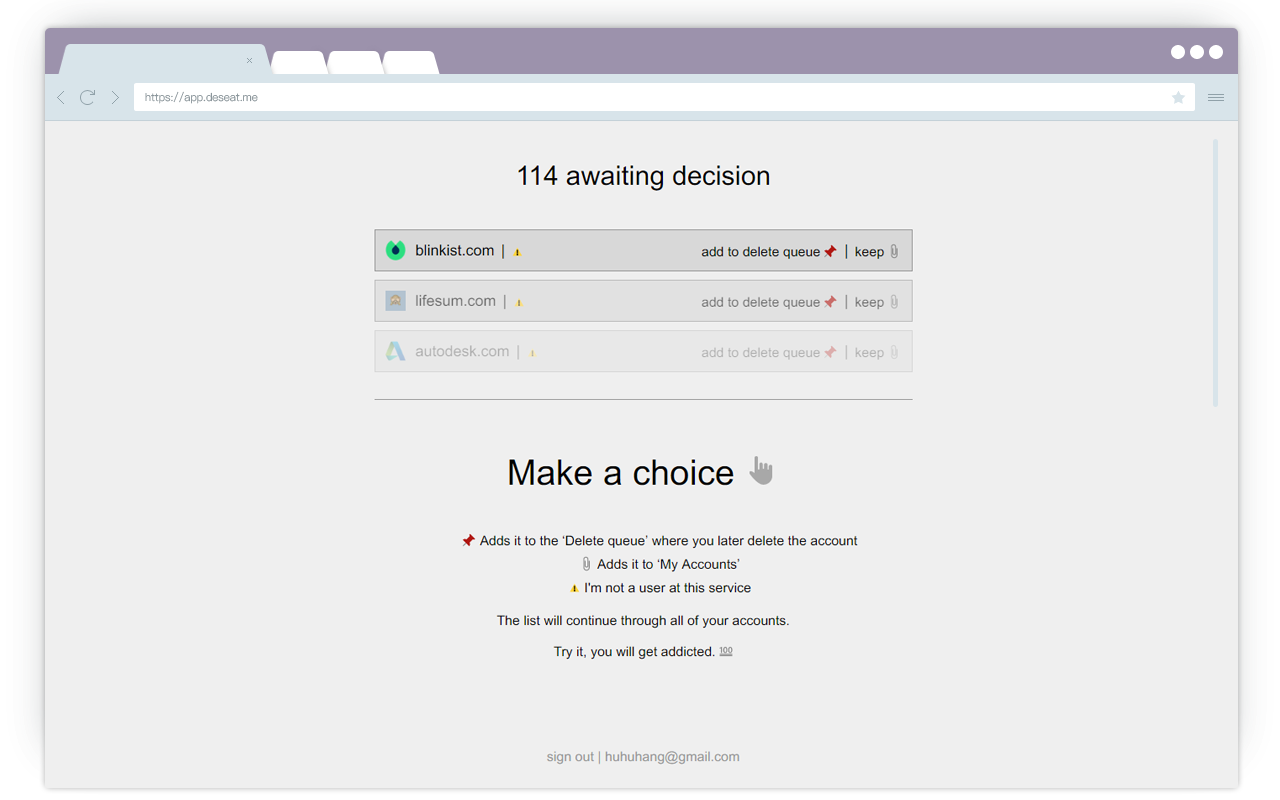 https://app.deseat.me
114 awaiting decision
blinkist.com | ⚠ add to delete queue 📌 | keep 📎
lifesum.com | ⚠ add to delete queue 📌 | keep 📎
autodesk.com | ⚠ add to delete queue 📌 | keep 📎
Make a choice
📌 Adds it to the ‘Delete queue’ where you later delete the account
📎 Adds it to ‘My Accounts’
⚠ I'm not a user at this service
The list will continue through all of your accounts.
Try it, you will get addicted. 💯
sign out | huhuhang@gmail.com